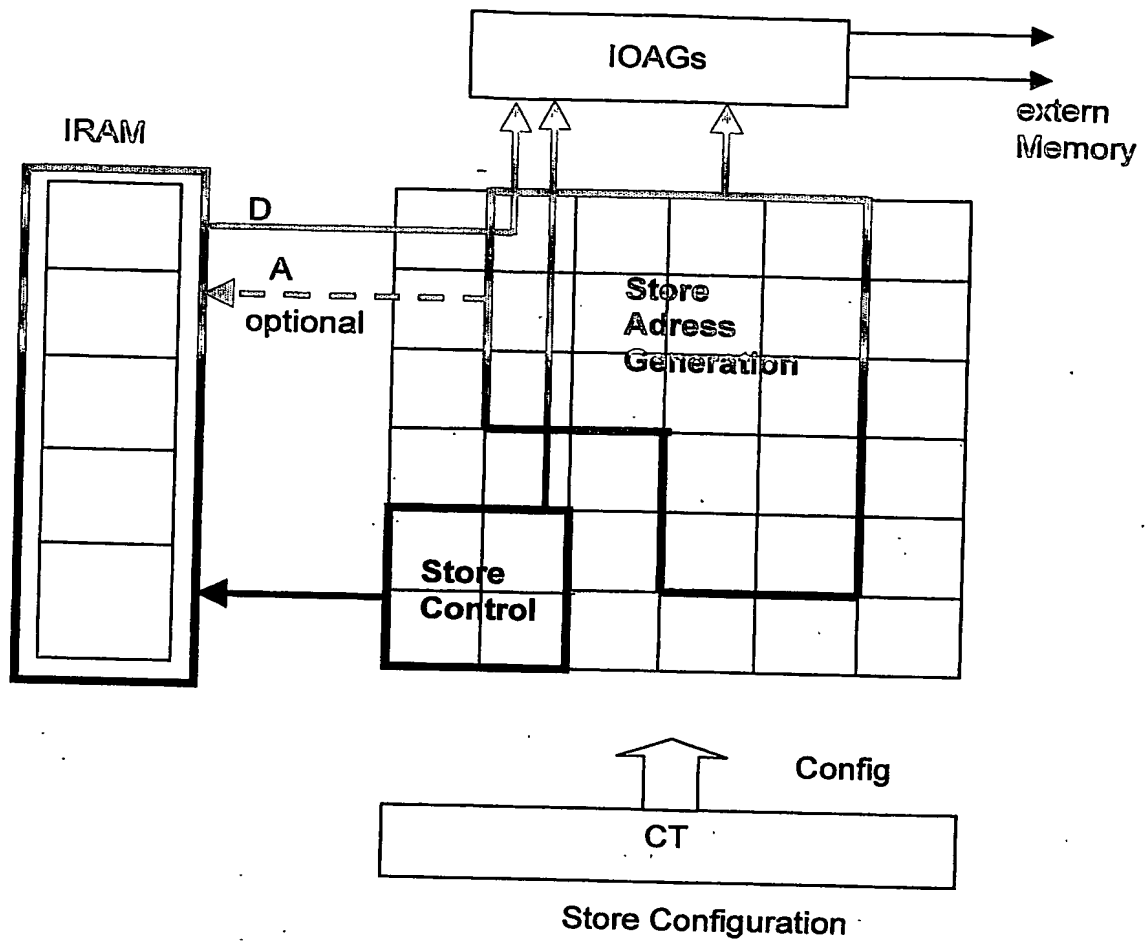 IOAGs
extern
Memory
IRAM
D
A
optional
Store
Adress
Generation
Store
Control
Config
CT
Store Configuration